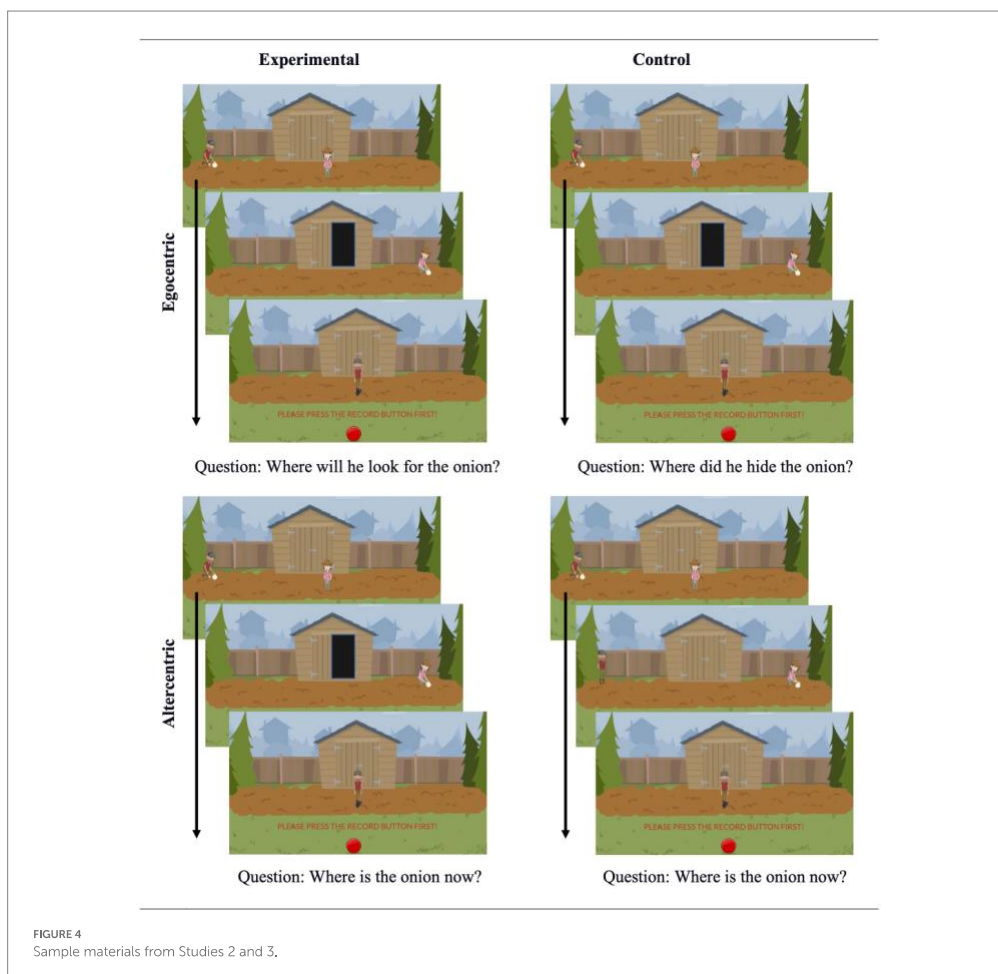 Experimental
Control
Egocentric
PLEASE PRESS THE RECORD BUTTON FIRST!
PLEASE PRESS THE RECORD BUTTON FIRST!
Question: Where will he look for the onion?
Question: Where did he hide the onion?
Altercentric
PLEASE PRESS THE RECORD BUTTON FIRST!
PLEASE PRESS THE RECORD BUTTON FIRST!
Question: Where is the onion now?
Question: Where is the onion now?
FIGURE 4
Sample materials from Studies 2 and 3.